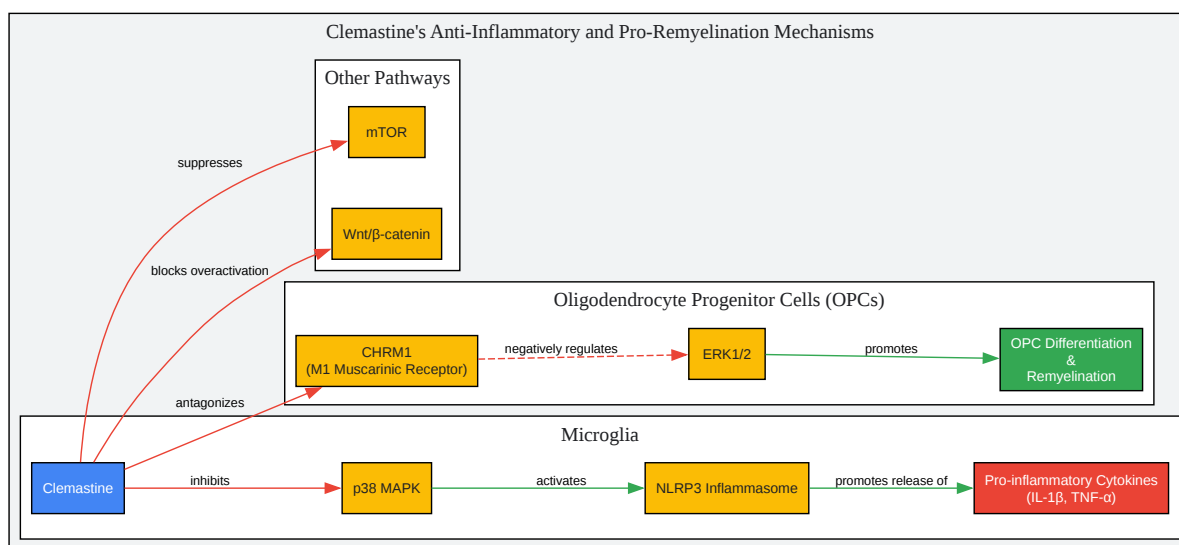 Clemastine's Anti-Inflammatory and Pro-Remyelination Mechanisms
Other Pathways
mTOR
suppresses
Wnt/β-catenin
blocks overactivation
Oligodendrocyte Progenitor Cells (OPCs)
CHRM1
(M1 Muscarinic Receptor)
negatively regulates
ERK1/2
promotes
OPC Differentiation
&
Remyelination
antagonizes
Microglia
Clemastine
inhibits
p38 MAPK
activates
NLRP3 Inflammasome
promotes release of
Pro-inflammatory Cytokines
(IL-1β, TNF-α)